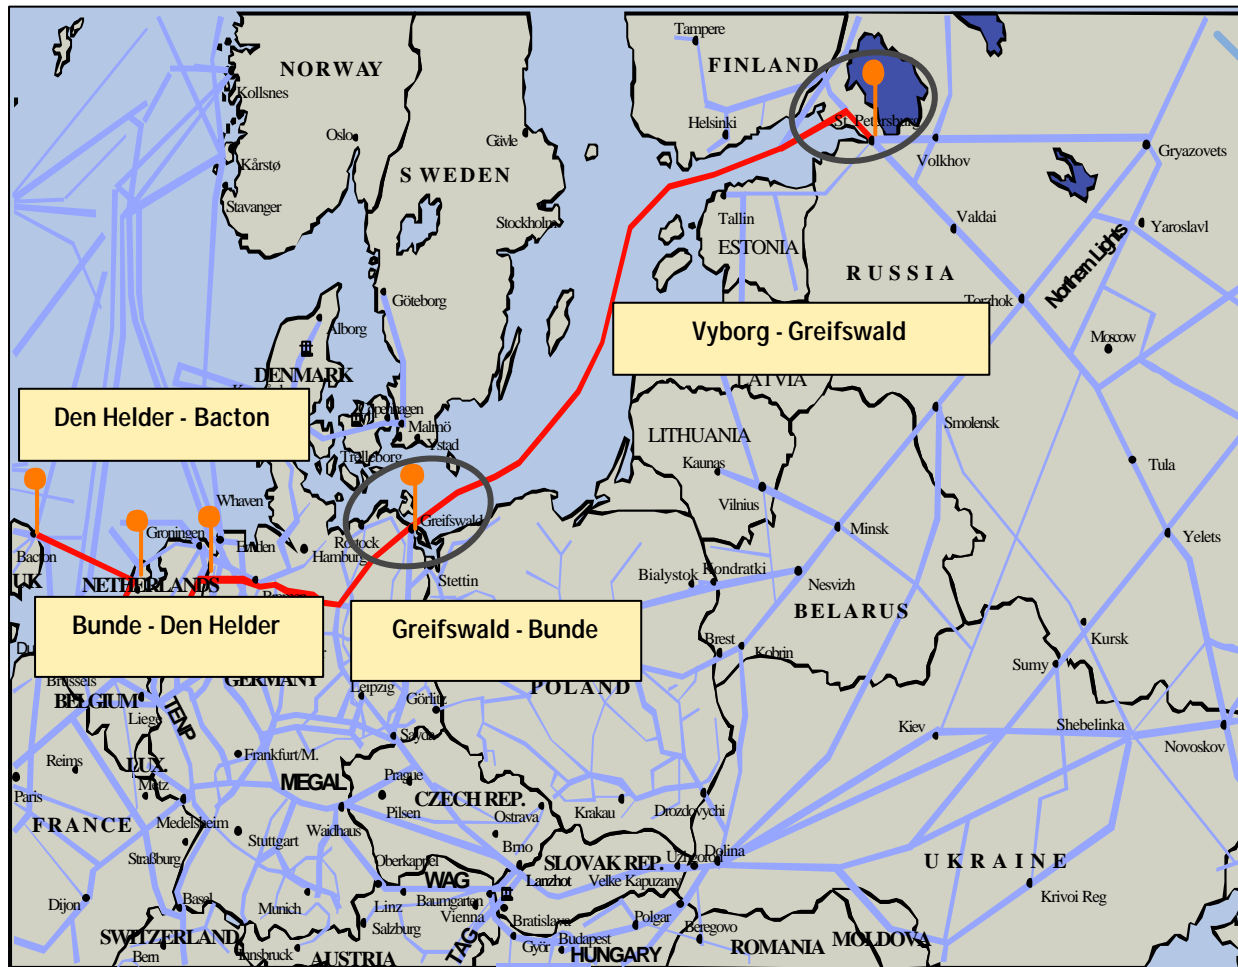 Tampere
FINLAND
NORWAY
Kollsnes
Helsinki
St. Petersburg
Oslo
Gävle
Volkhov
Gryazovets
Kårstø
SWEDEN
Stavanger
Stockholm
Tallin
Valdai
Yaroslavl
ESTONIA
RUSSIA
Northern Lights
Göteborg
Torzhok
Alborg
Vyborg - Greifswald
Moscow
DENMARK
LATVIA
Den Helder - Bacton
Copenhagen
Malmö
Ystad
Smolensk
LITHUANIA
Trelleborg
Kaunas
Tula
Vilnius
Whaven
Greifswald
Minsk
Groningen
Emden
Rostock
Hamburg
Yelets
Bacton
UK
NETHERLANDS
Stettin
Bialystok
Kondratki
Nesvizh
BELARUS
Bunde - Den Helder
Greifswald - Bunde
Kursk
Brest
Kobrin
Sumy
Du
Brussels
GERMANY
POLAND
BELGIUM
Leipzig
Görlitz
Liege
TENP
Kiev
Shebelinka
Novoskov
Sayda
Reims
Frankfurt/M.
LUX.
MEGAL
Prague
Metz
Paris
Pilsen
CZECH REP.
Krakau
Drozdovychi
FRANCE
Medelsheim
Waidhaus
Ostrava
Stuttgart
Straßburg
Brno
Dolina
Oberkappel
SLOVAK REP.
Uzhgorod
UKRAINE
WAG
Lanzhot
Velke Kapuzany
Krivoi Reg
Dijon
Basel
Munich
Linz
Baumgarten
Vienna
Bratislava
Polgar
Beregovo
Salzburg
SWITZERLAND
Bern
Innsbruck
AUSTRIA
TAG
Györ
Budapest
HUNGARY
ROMANIA
MOLDOVA